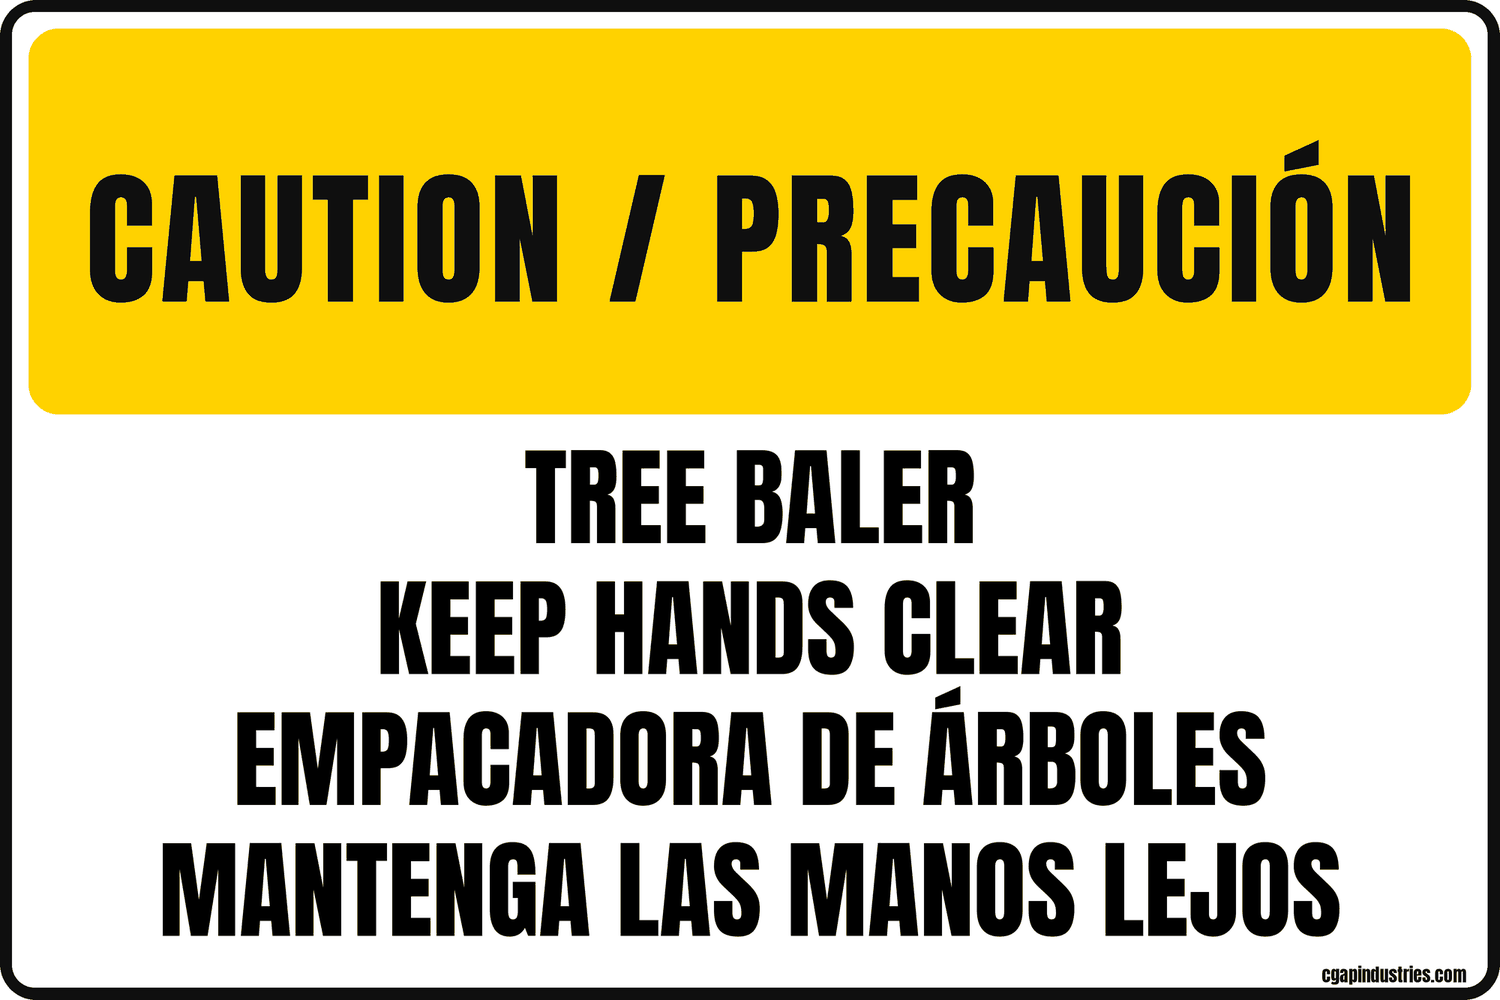 CAUTION / PRECAUCIÓN
TREE BALER
KEEP HANDS CLEAR
EMPACADORA DE ÁRBOLES
MANTENGA LAS MANOS LEJOS
cgapindustries.com